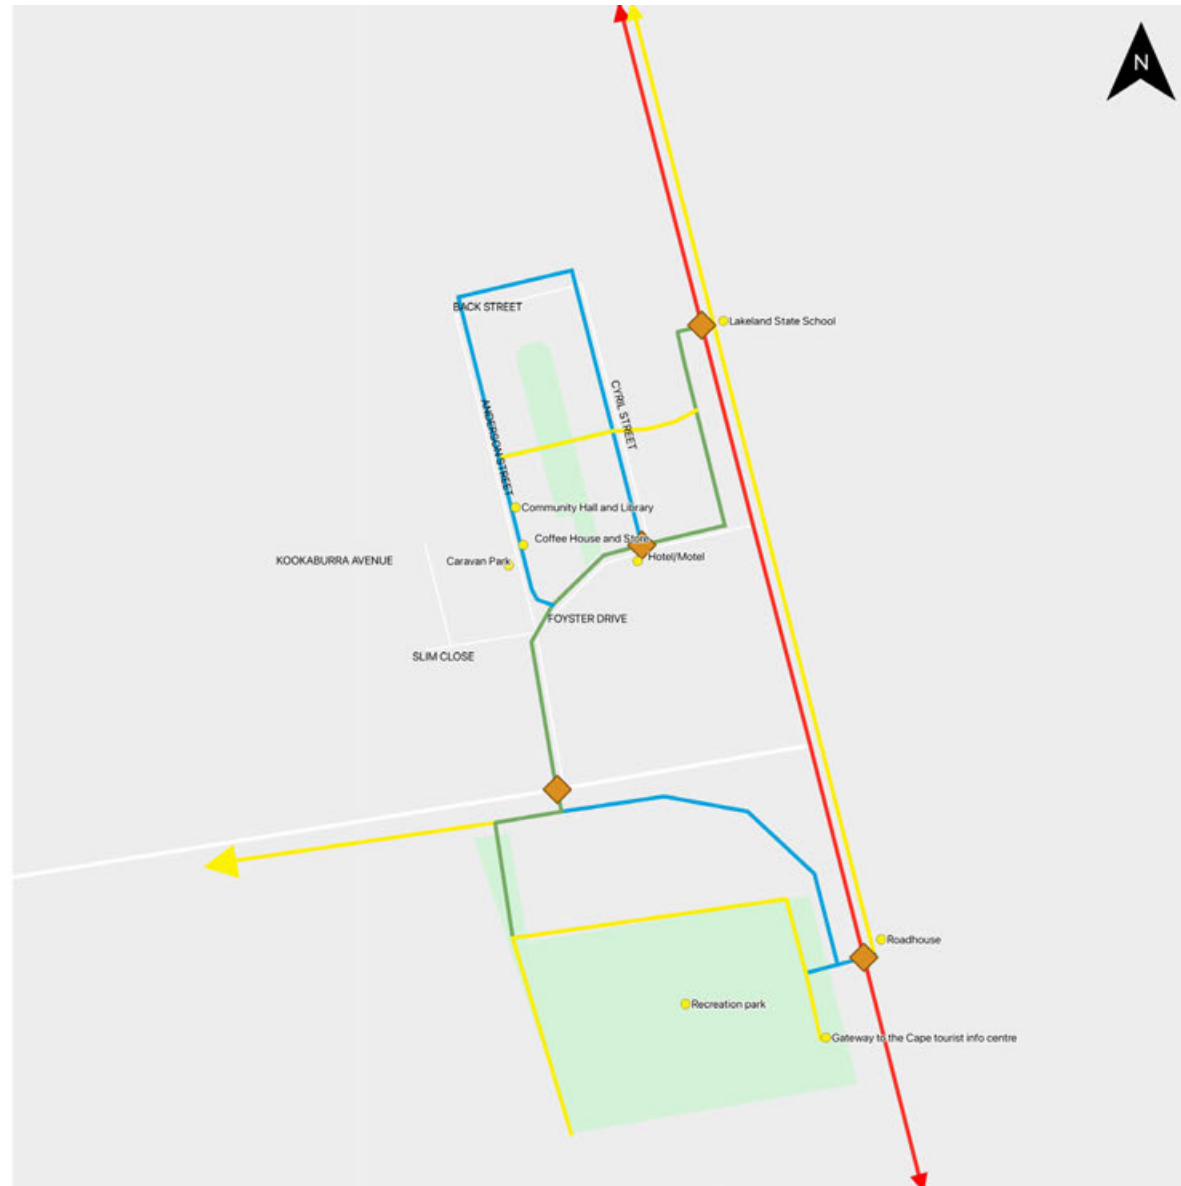 N
Lakeland State School
BACK STREET
CYRIL STREET
ANDERSON STREET
Community Hall and Library
Coffee House and Store
Hotel/Motel
KOOKABURRA AVENUE
Caravan Park
FOYSTER DRIVE
SLIM CLOSE
Roadhouse
Recreation park
Gateway to the Cape tourist info centre